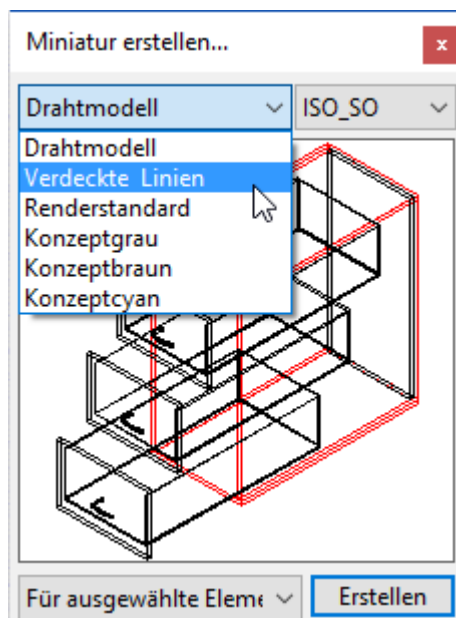 Miniatur erstellen...
x
Drahtmodell ISO_SO
Drahtmodell
Verdeckte Linien
Renderstandard
Konzeptgrau
Konzeptbraun
Konzeptcyan
Für ausgewählte Eleme Erstellen